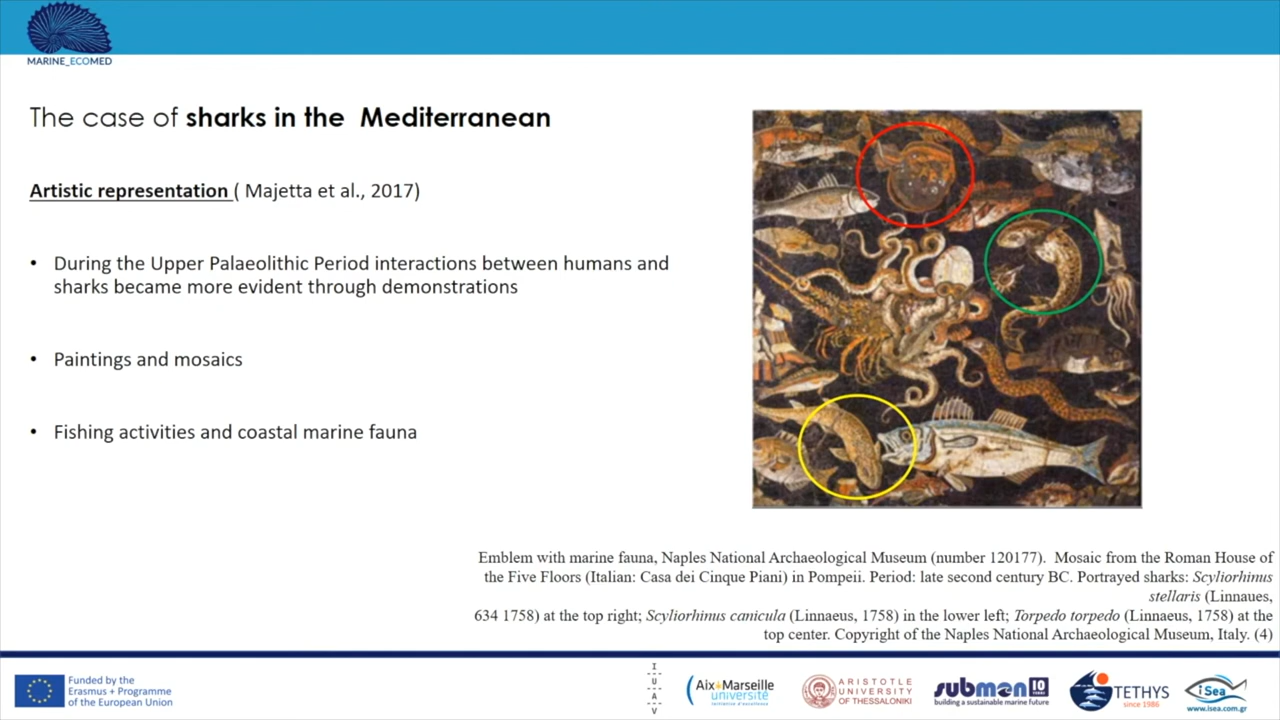 MARINE_ECOMED
The case of sharks in the Mediterranean
Artistic representation ( Majetta et al., 2017)
• During the Upper Palaeolithic Period interactions between humans and
sharks became more evident through demonstrations
• Paintings and mosaics
• Fishing activities and coastal marine fauna
Emblem with marine fauna, Naples National Archaeological Museum (number 120177). Mosaic from the Roman House of
the Five Floors (Italian: Casa dei Cinque Piani) in Pompeii. Period: late second century BC. Portrayed sharks: Scyliorhinus
stellaris (Linnaues,
634 1758) at the top right; Scyliorhinus canicula (Linnaeus, 1758) in the lower left; Torpedo torpedo (Linnaeus, 1758) at the
top center. Copyright of the Naples National Archaeological Museum, Italy. (4)
Funded by the
Erasmus + Programme
of the European Union
I
U
A
V
Aix+Marseille
université
Initiative d'excellence
ARISTOTLE
UNIVERSITY
OF THESSALONIKI
submon 10
building a sustainable marine future
TETHYS
since 1986
iSea
www.isea.com.gr